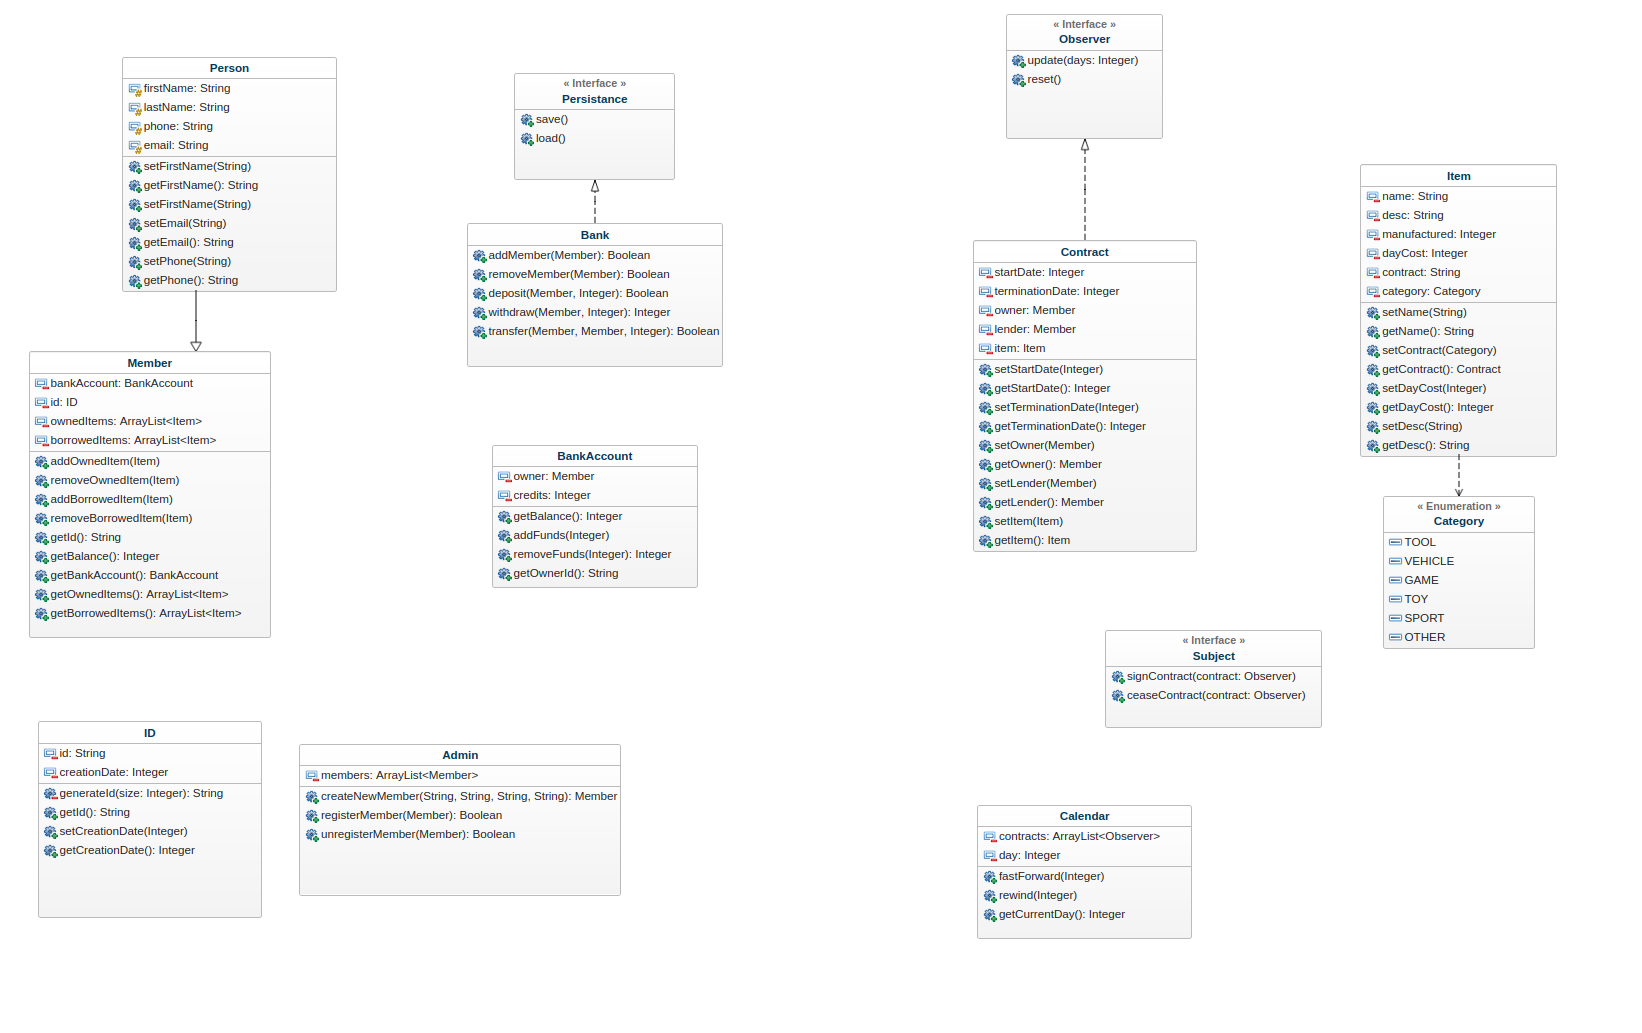 Person
firstName: String
lastName: String
phone: String
email: String
setFirstName(String)
getFirstName(): String
setFirstName(String)
setEmail(String)
getEmail(): String
setPhone(String)
getPhone(): String
Member
bankAccount: BankAccount
id: ID
ownedItems: ArrayList<Item>
borrowedItems: ArrayList<Item>
addOwnedItem(Item)
removeOwnedItem(Item)
addBorrowedItem(Item)
removeBorrowedItem(Item)
getId(): String
getBalance(): Integer
getBankAccount(): BankAccount
getOwnedItems(): ArrayList<Item>
getBorrowedItems(): ArrayList<Item>
ID
id: String
creationDate: Integer
generateId(size: Integer): String
getId(): String
setCreationDate(Integer)
getCreationDate(): Integer
« Interface »
Persistance
save()
load()
Bank
addMember(Member): Boolean
removeMember(Member): Boolean
deposit(Member, Integer): Boolean
withdraw(Member, Integer): Integer
transfer(Member, Member, Integer): Boolean
BankAccount
owner: Member
credits: Integer
getBalance(): Integer
addFunds(Integer)
removeFunds(Integer): Integer
getOwnerId(): String
Admin
members: ArrayList<Member>
createNewMember(String, String, String, String): Member
registerMember(Member): Boolean
unregisterMember(Member): Boolean
« Interface »
Observer
update(days: Integer)
reset()
Contract
startDate: Integer
terminationDate: Integer
owner: Member
lender: Member
item: Item
setStartDate(Integer)
getStartDate(): Integer
setTerminationDate(Integer)
getTerminationDate(): Integer
setOwner(Member)
getOwner(): Member
setLender(Member)
getLender(): Member
setItem(Item)
getItem(): Item
« Interface »
Subject
signContract(contract: Observer)
ceaseContract(contract: Observer)
Calendar
contracts: ArrayList<Observer>
day: Integer
fastForward(Integer)
rewind(Integer)
getCurrentDay(): Integer
Item
name: String
desc: String
manufactured: Integer
dayCost: Integer
contract: String
category: Category
setName(String)
getName(): String
setContract(Category)
getContract(): Contract
setDayCost(Integer)
getDayCost(): Integer
setDesc(String)
getDesc(): String
« Enumeration »
Category
TOOL
VEHICLE
GAME
TOY
SPORT
OTHER